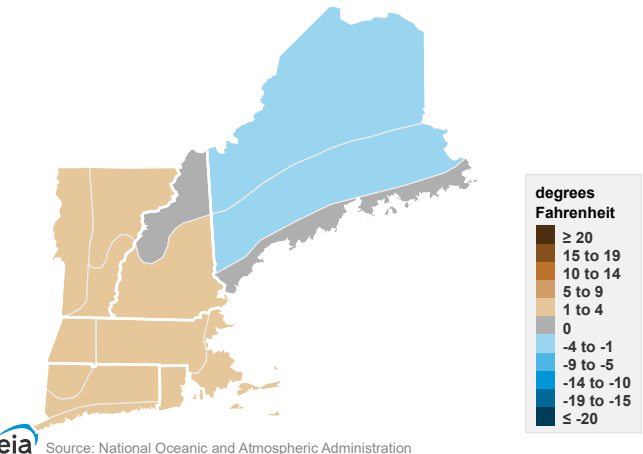 degrees
Fahrenheit
≥ 20
15 to 19
10 to 14
5 to 9
1 to 4
0
-4 to -1
-9 to -5
-14 to -10
-19 to -15
≤ -20
eia Source: National Oceanic and Atmospheric Administration